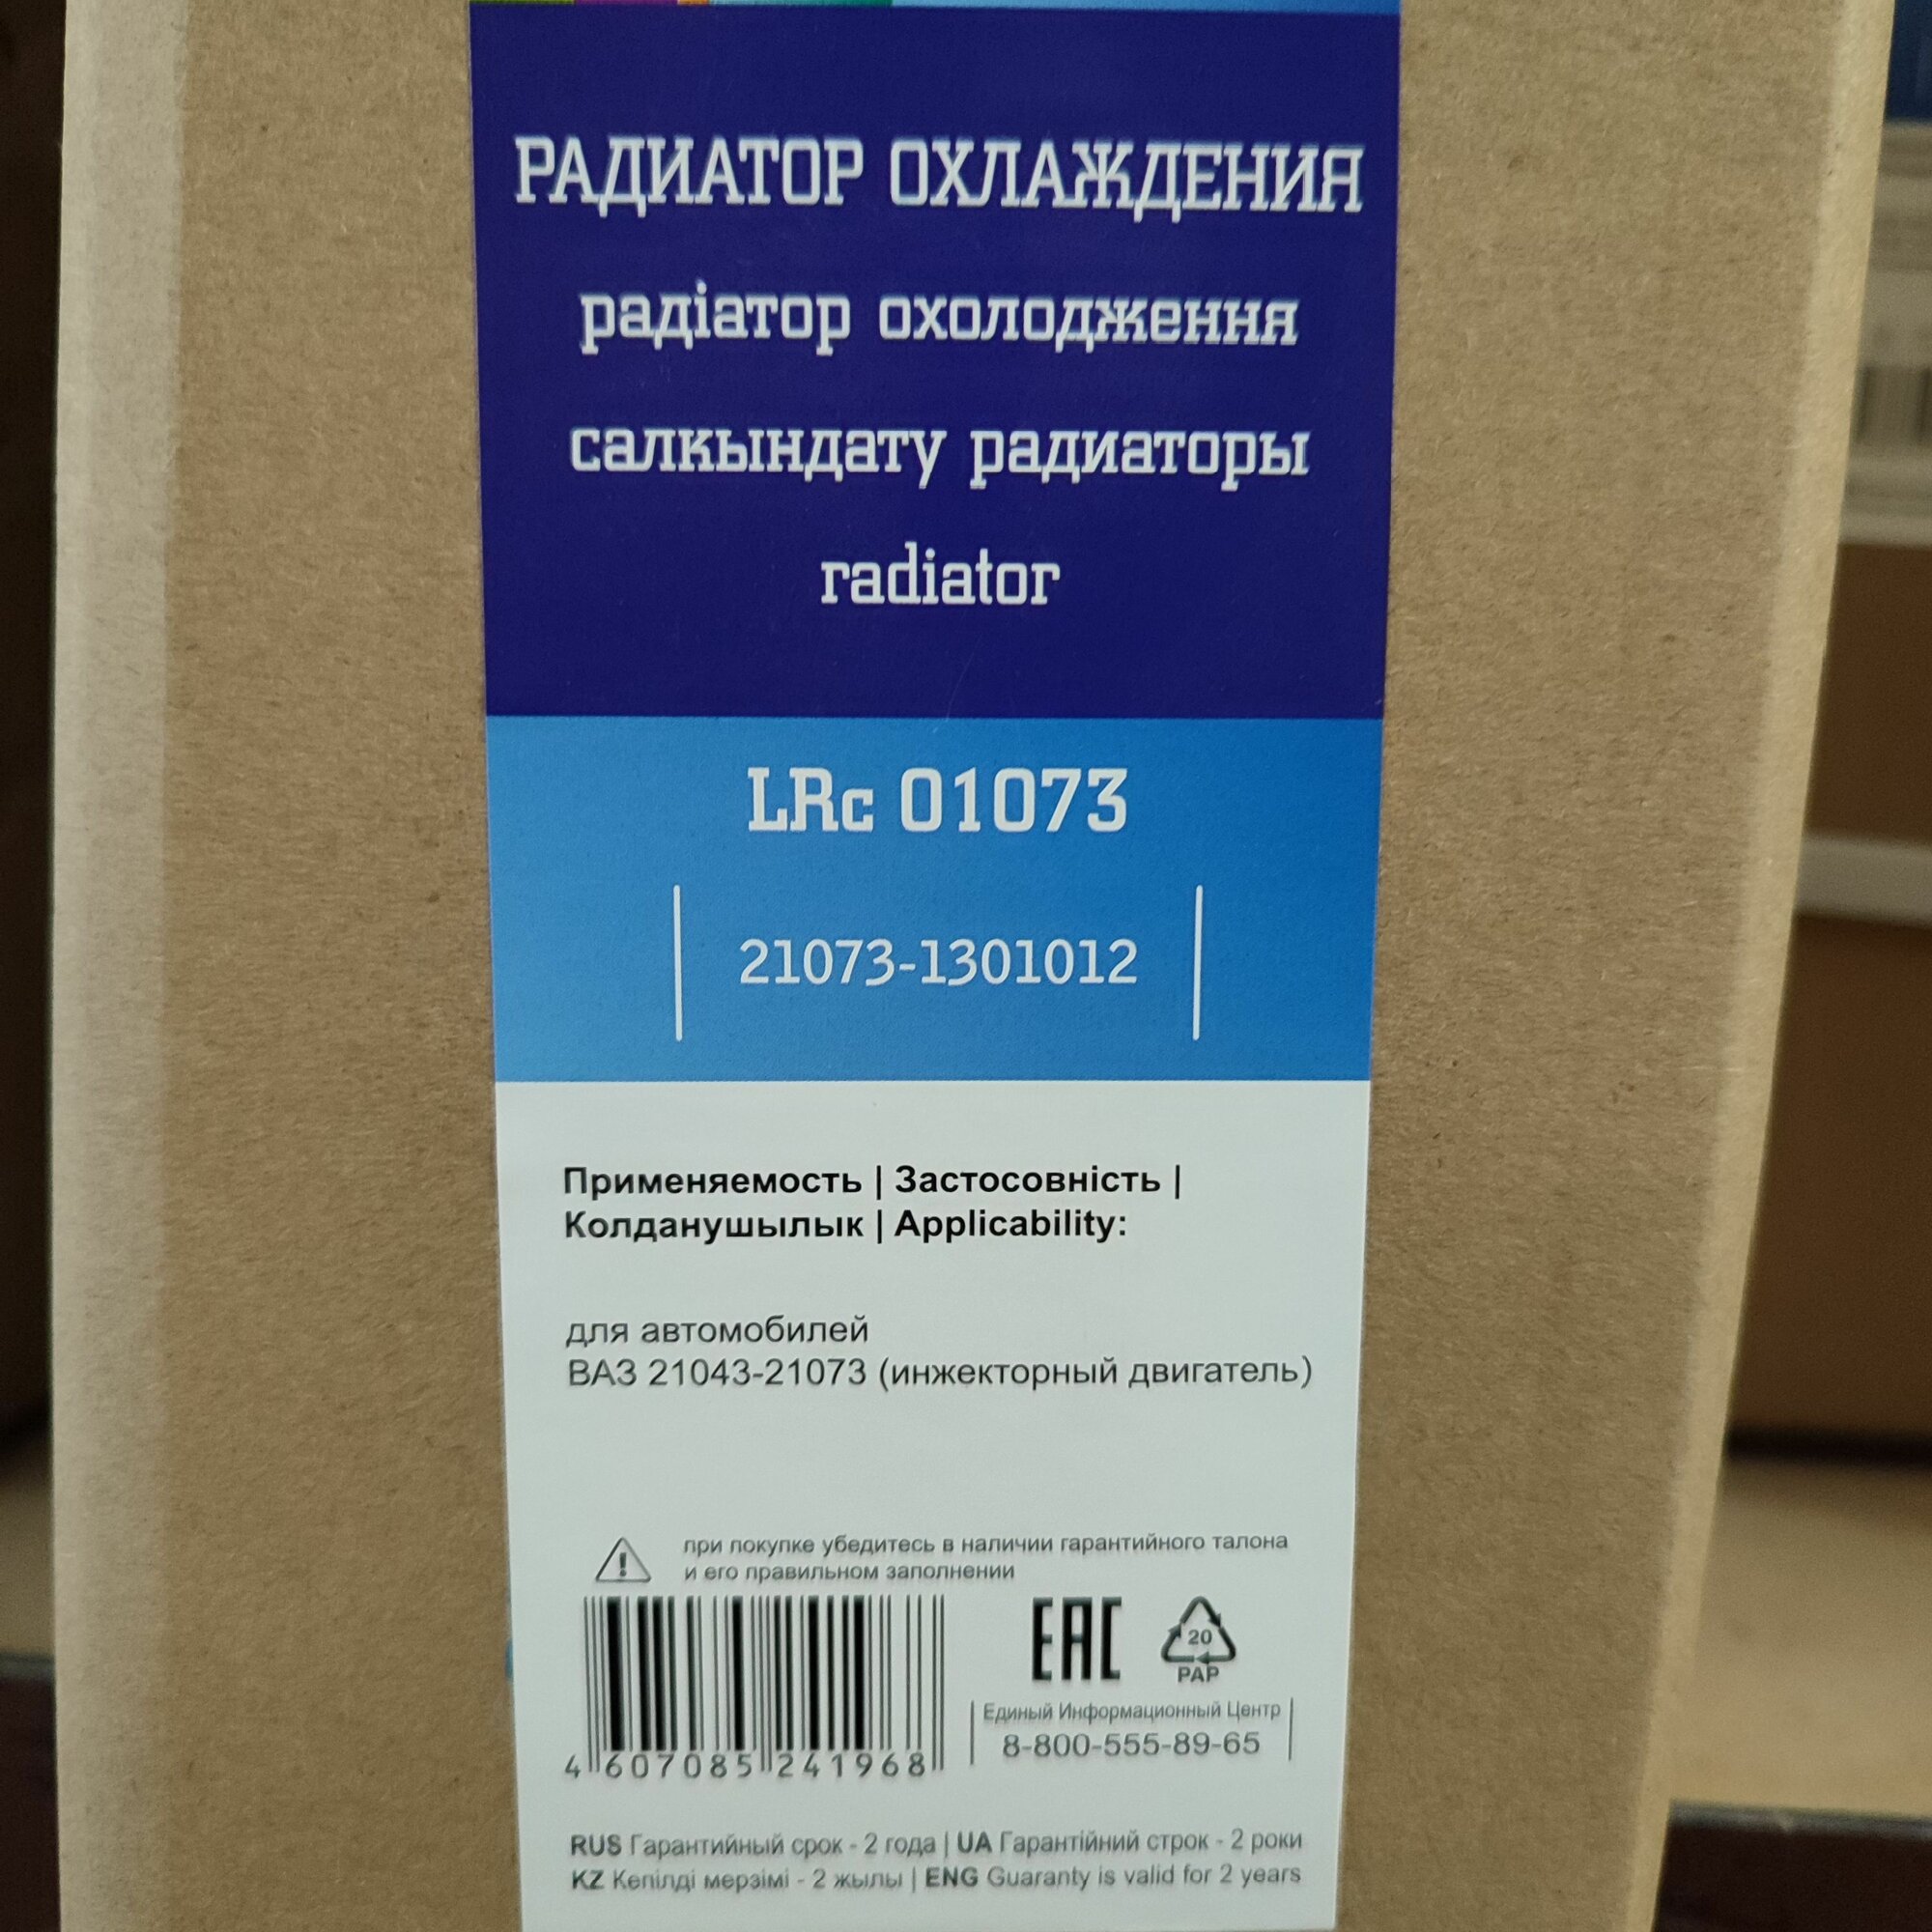 РАДИАТОР ОХЛАЖДЕНИЯ
радіатор охолодження
салкындату радиаторы
radiator
LRc 01073
21073-1301012
Применяемость | Застосовність |
Колданушылык | Applicability:
для автомобилей
ВАЗ 21043-21073 (инжекторный двигатель)
при покупке убедитесь в наличии гарантийного талона
и его правильном заполнении
EAC
20
PAP
Единый Информационный Центр
8-800-555-89-65
4 607085 241968
RUS Гарантийный срок - 2 года | UA Гарантійний строк - 2 роки
KZ Кепілді мерзімі - 2 жылы | ENG Guaranty is valid for 2 years